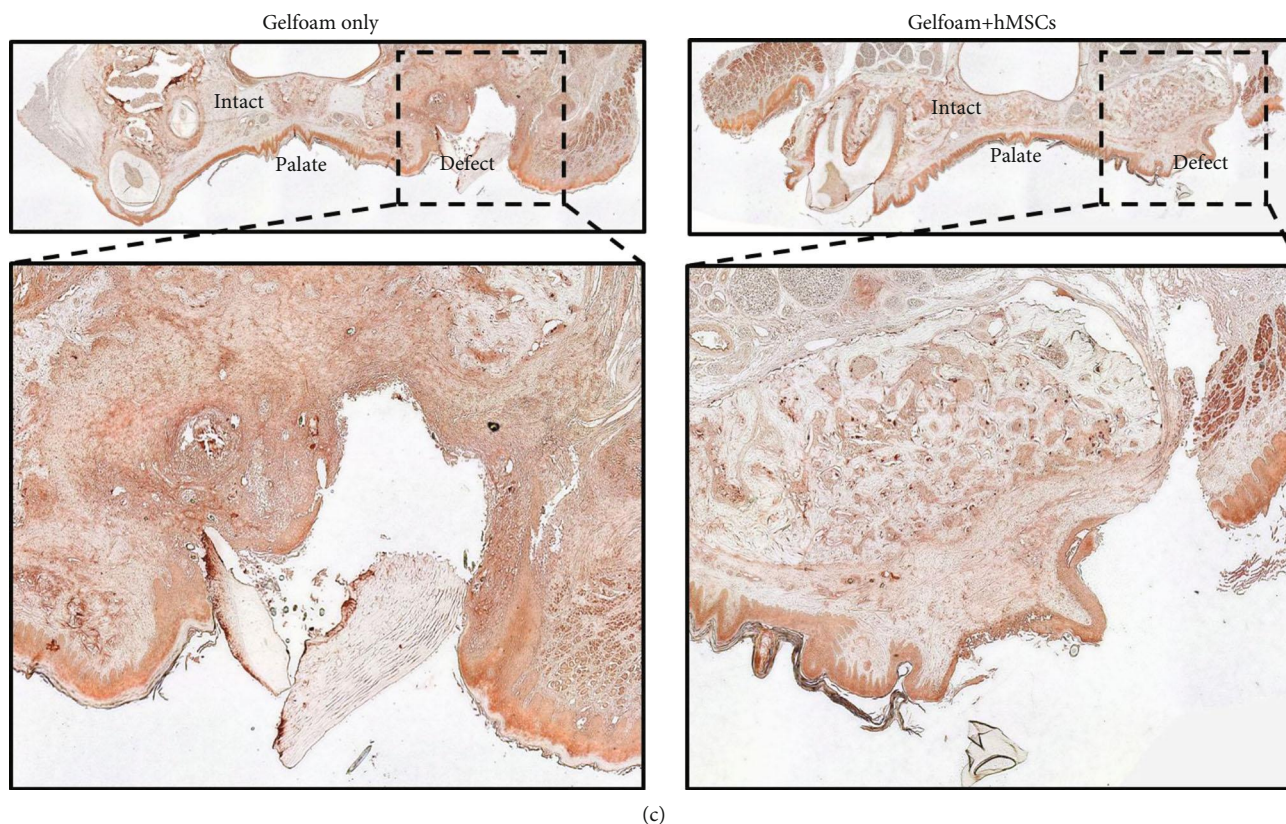 Gelfoam only
Gelfoam+hMSCs
Intact
Palate
Defect
Intact
Palate
Defect
(c)